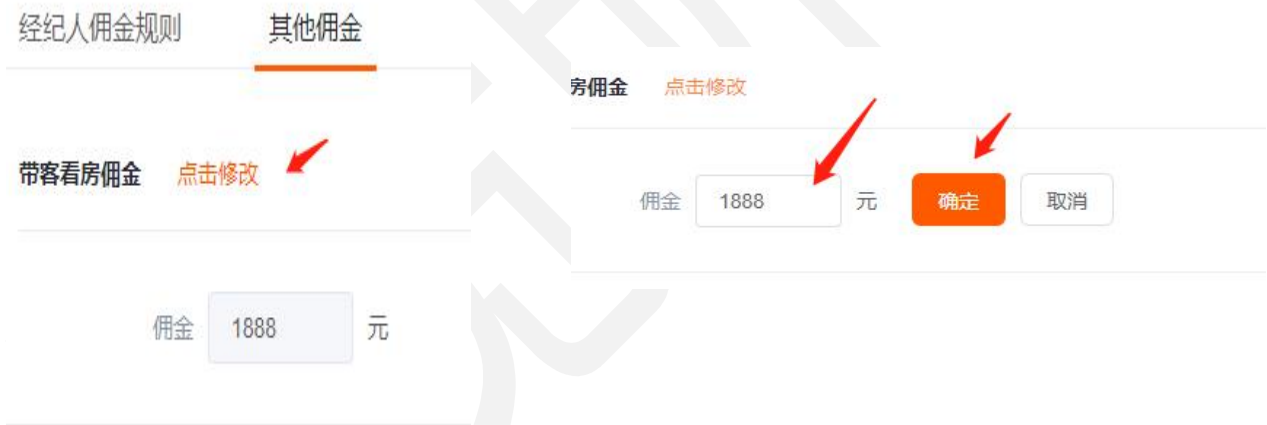 经纪人佣金规则 其他佣金
带客看房佣金 点击修改
佣金 1888 元
房佣金 点击修改
佣金 1888 元 确定 取消